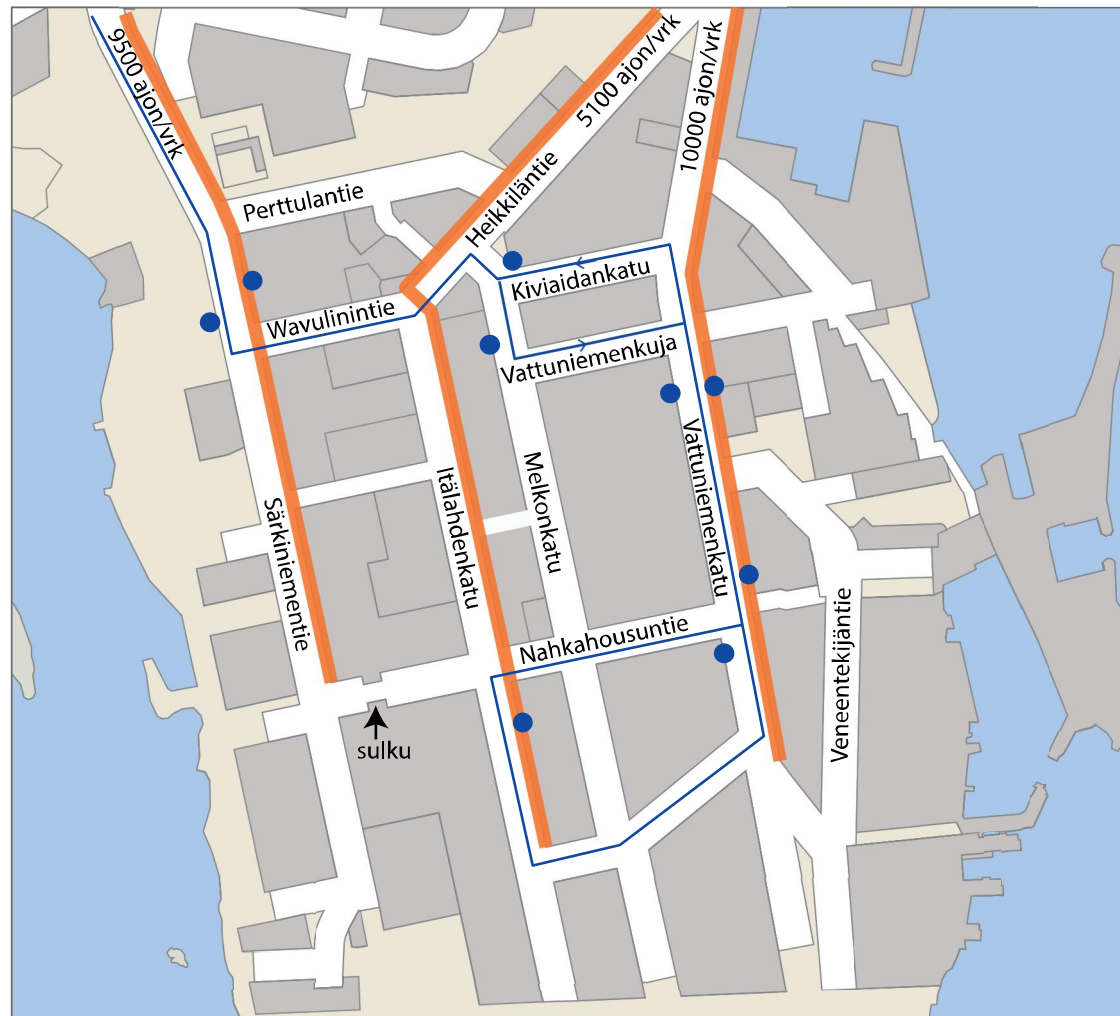 9500 ajon/vrk
5100 ajon/vrk
10000 ajon/vrk
Perttulantie
Heikkiläntie
Kiviaidankatu
Wavulinintie
Vattuniemenkuja
Särkiniementie
Itälahdenkatu
Melkonkatu
Vattuniemenkatu
Nahkahousuntie
Veneentekijäntie
sulku